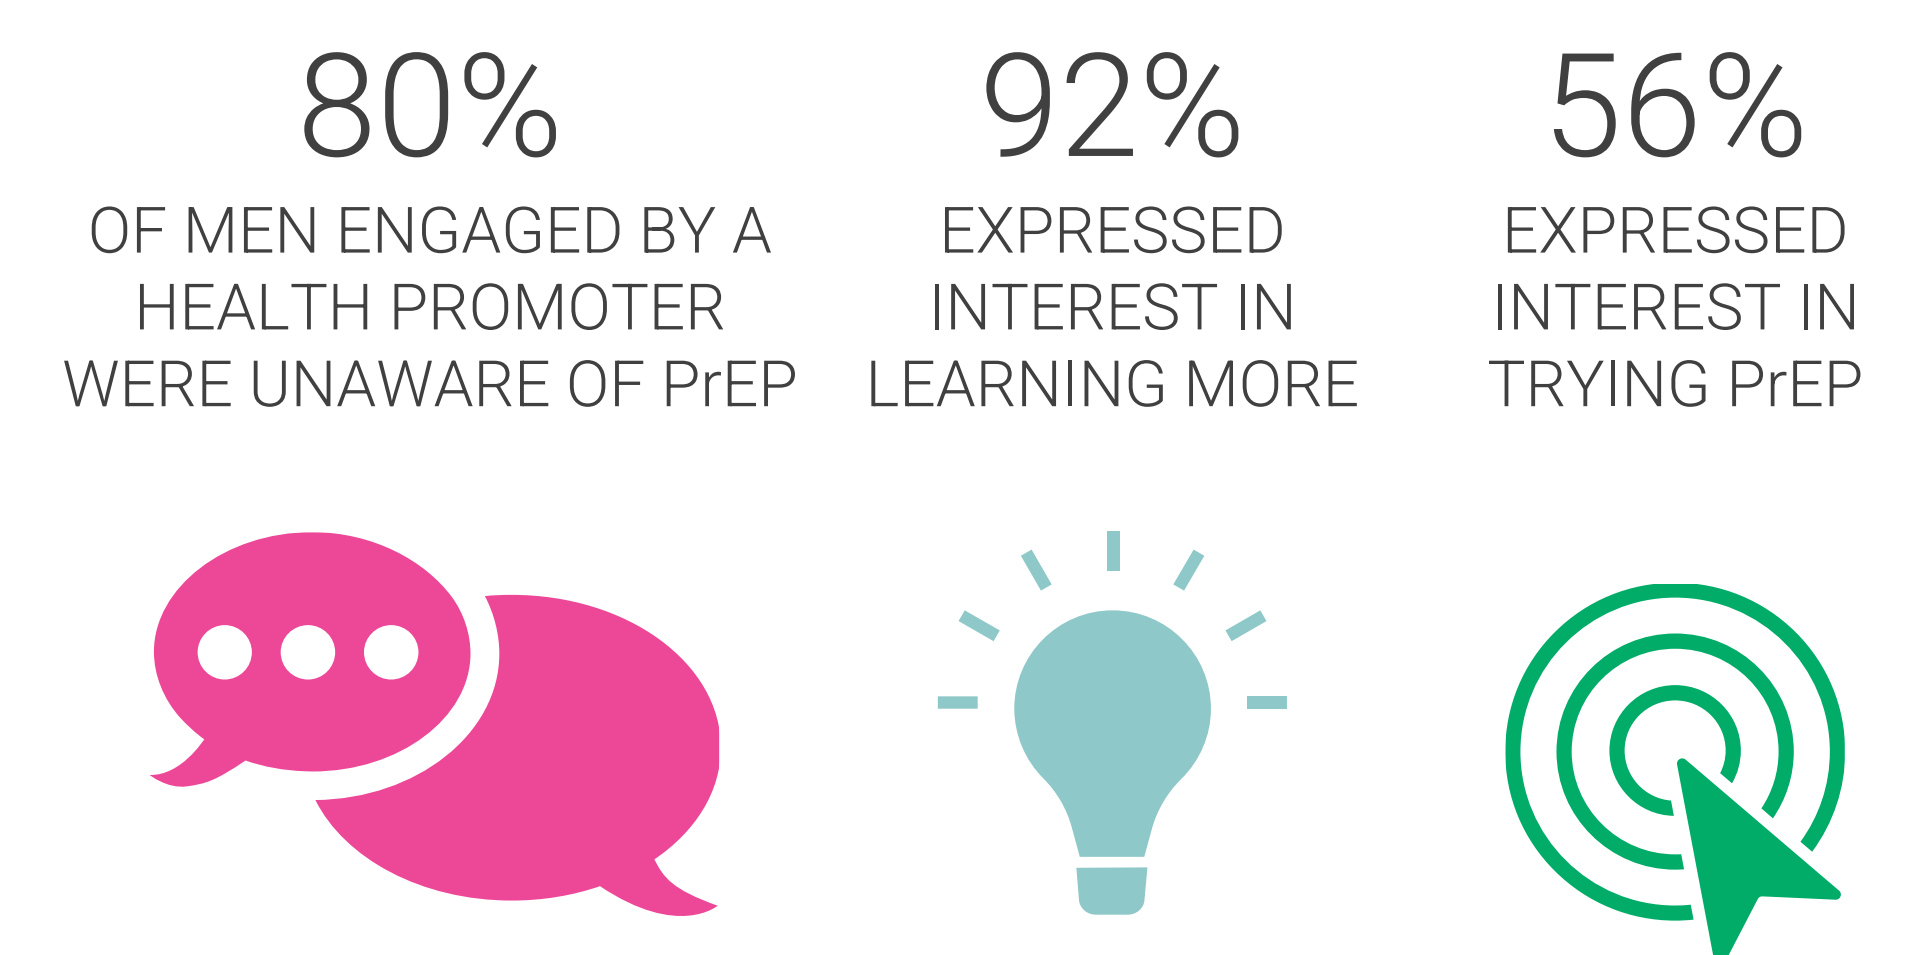 80%
OF MEN ENGAGED BY A
HEALTH PROMOTER
WERE UNAWARE OF PrEP
92%
EXPRESSED
INTEREST IN
LEARNING MORE
56%
EXPRESSED
INTEREST IN
TRYING PrEP